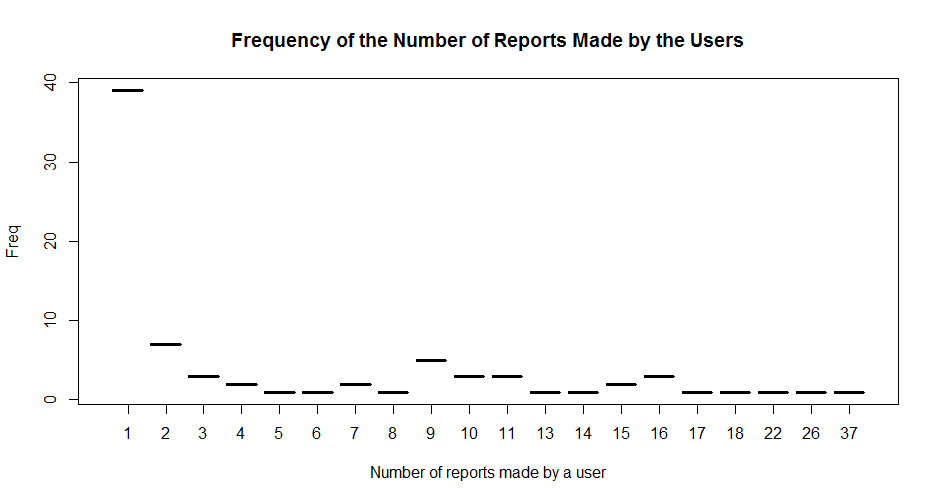 Frequency of the Number of Reports Made by the Users
40
30
20
10
0
Freq
1 2 3 4 5 6 7 8 9 10 11 13 14 15 16 17 18 22 26 37
Number of reports made by a user